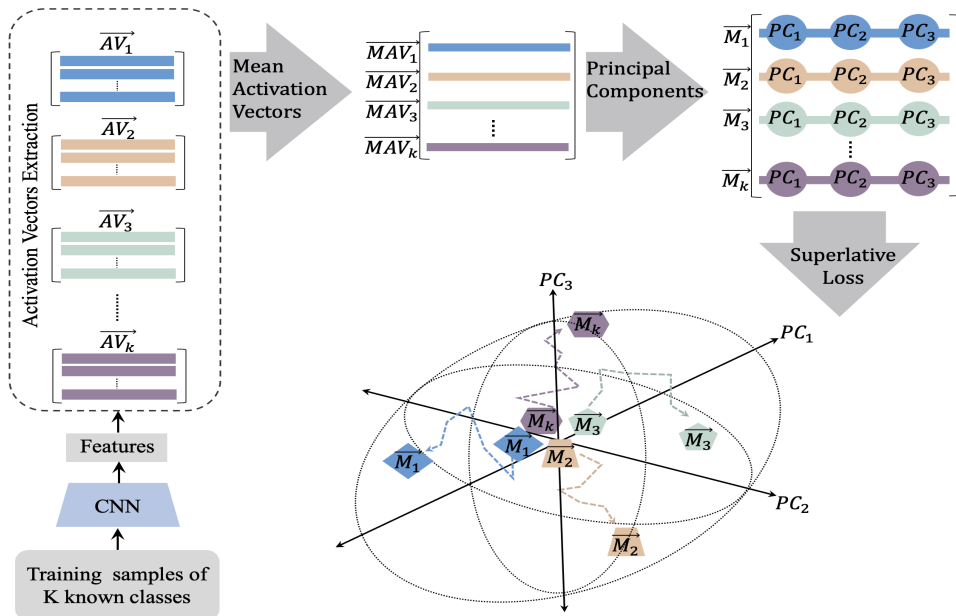 Activation Vectors Extraction
AV₁
AV₂
AV₃
AVₖ
Features
CNN
Training samples of
K known classes
Mean
Activation
Vectors
MAV₁
MAV₂
MAV₃
MAVₖ
Principal
Components
M₁ PC₁ PC₂ PC₃
M₂ PC₁ PC₂ PC₃
M₃ PC₁ PC₂ PC₃
Mₖ PC₁ PC₂ PC₃
Superlative
Loss
PC₃
PC₁
PC₂
Mₖ
Mₖ
M₃
M₃
M₁
M₁
M₂
M₂